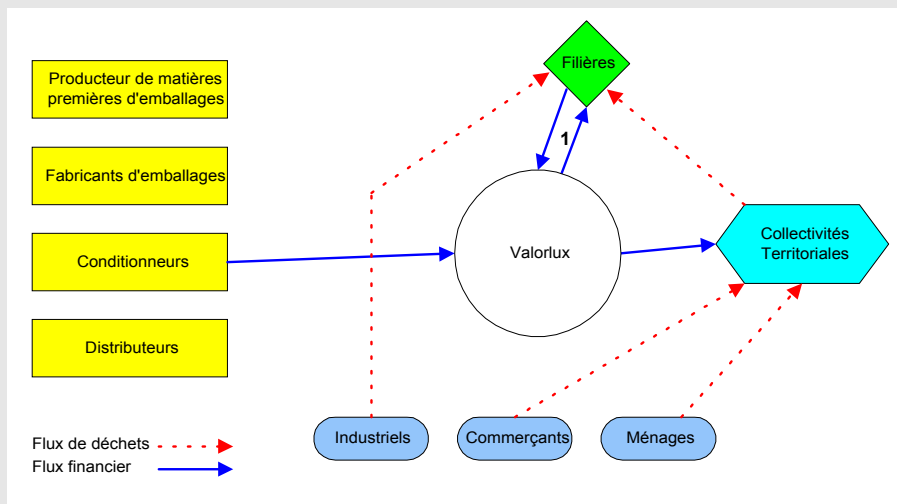 Producteur de matières
premières d'emballages
Fabricants d'emballages
Conditionneurs
Distributeurs
Filières
1
Valorlux
Collectivités
Territoriales
Industriels
Commerçants
Ménages
Flux de déchets
Flux financier